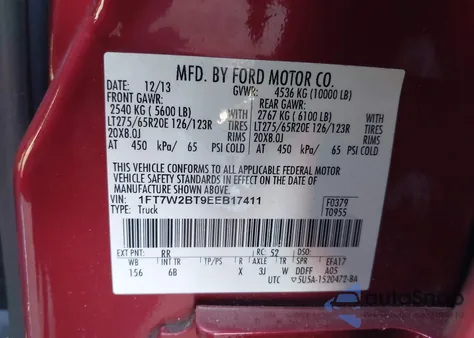 MFD. BY FORD MOTOR CO.
DATE: 12/13 GVWR: 4536 KG (10000 LB)
FRONT GAWR: REAR GAWR:
2540 KG (5600 LB) WITH 2767 KG (6100 LB) WITH
LT275/65R20E 126/123R TIRES LT275/65R20E 126/123R TIRES
20X8.0J RIMS 20X8.0J RIMS
AT 450 kPa/ 65 PSI COLD AT 450 kPa/ 65 PSI COLD
THIS VEHICLE CONFORMS TO ALL APPLICABLE FEDERAL MOTOR
VEHICLE SAFETY STANDARDS IN EFFECT ON THE DATE OF
MANUFACTURE SHOWN ABOVE.
VIN: 1FT7W2BT9EEB17411 F0379
TYPE: Truck T0955
EXT PNT: RR RC: 52 DSO:
WB INT TR TP/PS R AXLE TR SPR EFA17
156 6B X 3J W DDFF A05
UTC 5U5A-1520472-BA
autoSnap